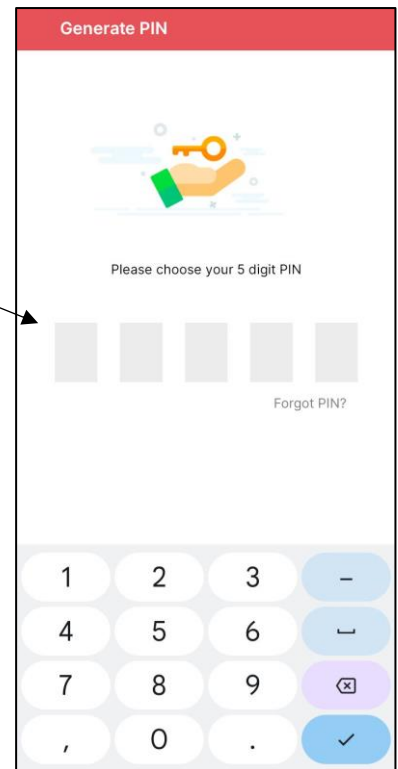 Generate PIN
Please choose your 5 digit PIN
Forgot PIN?
1 2 3 –
4 5 6 ⎵
7 8 9
, 0 .